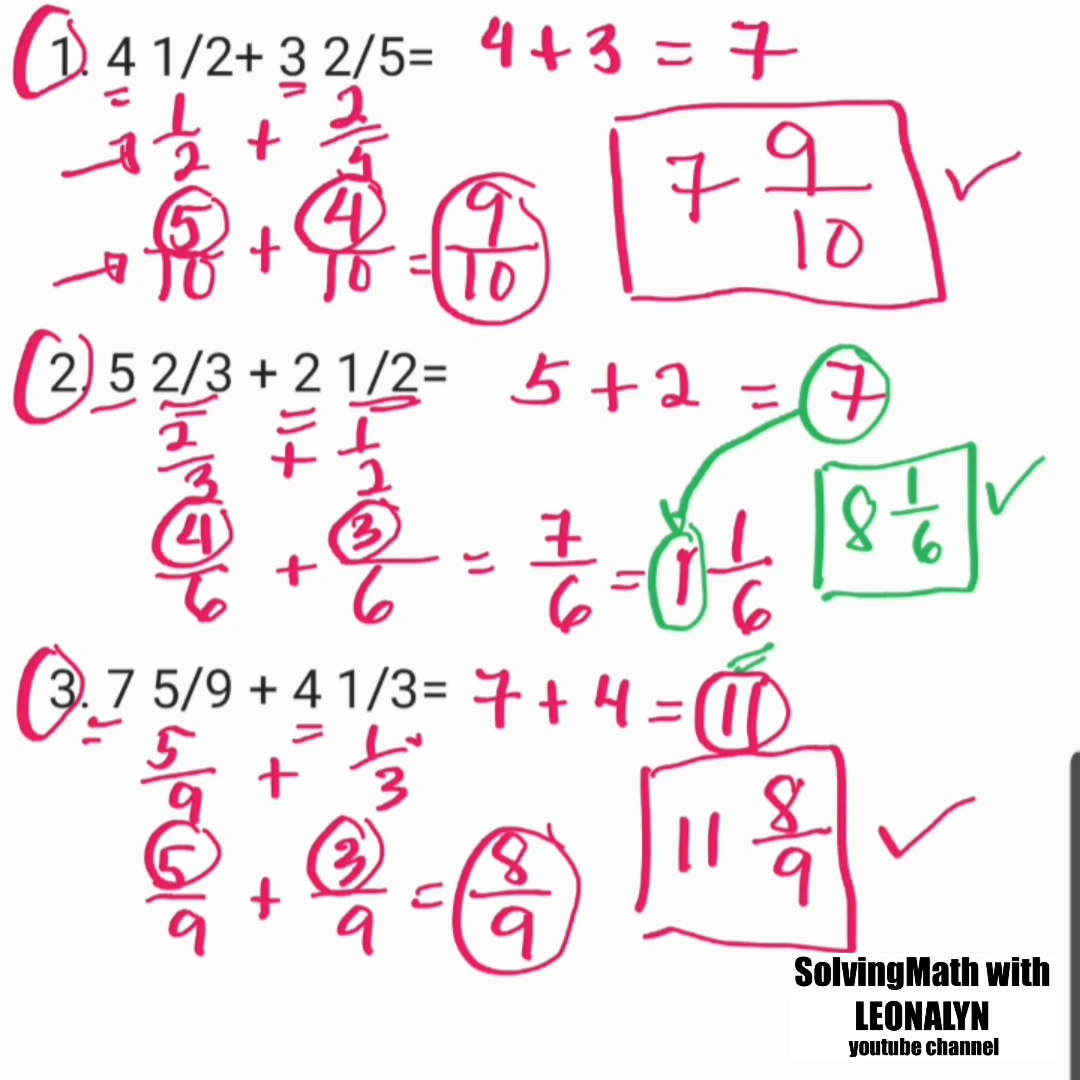 1. 4 1/2+ 3 2/5= 4 + 3 = 7
1/2 + 2/5
5/10 + 4/10 = 9/10
7 9/10
2. 5 2/3 + 2 1/2= 5 + 2 = 7
2/3 + 1/2
4/6 + 3/6 = 7/6 = 1 1/6
8 1/6
3. 7 5/9 + 4 1/3= 7 + 4 = 11
5/9 + 1/3
5/9 + 3/9 = 8/9
11 8/9
SolvingMath with
LEONALYN
youtube channel